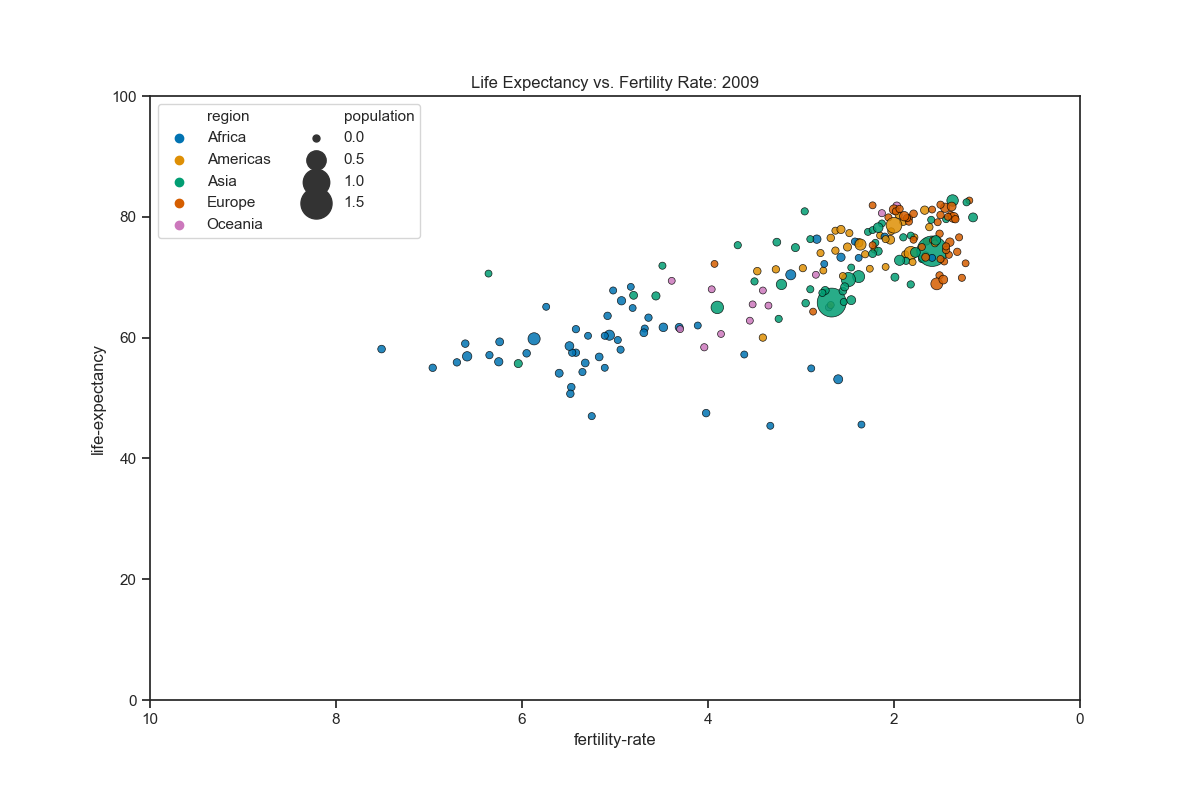 Life Expectancy vs. Fertility Rate: 2009
100
80
60
40
20
0
life-expectancy
region
Africa
Americas
Asia
Europe
Oceania
population
0.0
0.5
1.0
1.5
10
8
6
4
2
0
fertility-rate